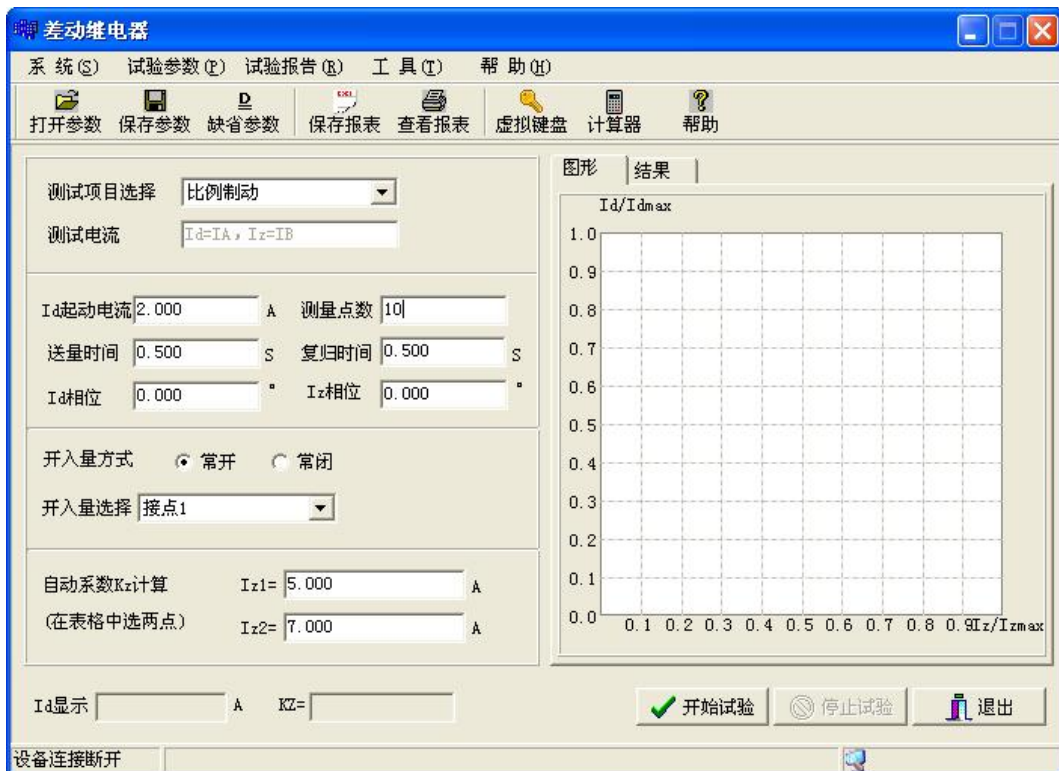 差动继电器
系 统(S) 试验参数(P) 试验报告(R) 工 具(T) 帮 助(H)
打开参数 保存参数 缺省参数 保存报表 查看报表 虚拟键盘 计算器 帮助
测试项目选择 比例制动
测试电流 Id=IA，Iz=IB
Id起动电流 2.000 A 测量点数 10
送量时间 0.500 S 复归时间 0.500 S
Id相位 0.000 ° Iz相位 0.000 °
开入量方式 常开 常闭
开入量选择 接点1
自动系数Kz计算 Iz1= 5.000 A
(在表格中选两点) Iz2= 7.000 A
图形 结果
Id/Idmax
1.0
0.9
0.8
0.7
0.6
0.5
0.4
0.3
0.2
0.1
0.0
0.1 0.2 0.3 0.4 0.5 0.6 0.7 0.8 0.9Iz/Izmax
Id显示 A KZ=
开始试验 停止试验 退出
设备连接断开